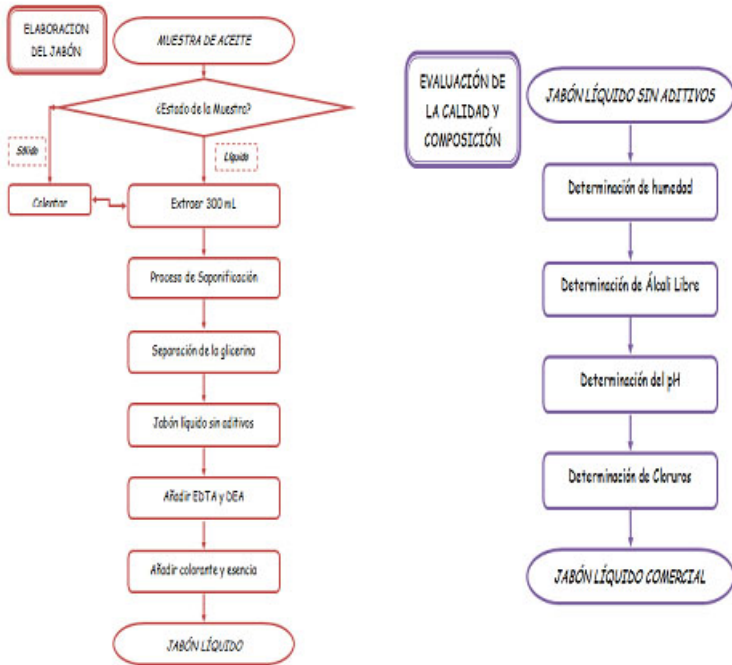 ELABORACION
DEL JABÓN
MUESTRA DE ACEITE
¿Estado de la Muestra?
Sólido
Líquido
Calentar
Extraer 300 mL
Proceso de Saponificación
Separación de la glicerina
Jabón líquido sin aditivos
Añadir EDTA y DEA
Añadir colorante y esencia
JABÓN LÍQUIDO
EVALUACIÓN DE
LA CALIDAD Y
COMPOSICIÓN
JABÓN LÍQUIDO SIN ADITIVOS
Determinación de humedad
Determinación de Álcali Libre
Determinación del pH
Determinación de Cloruros
JABÓN LÍQUIDO COMERCIAL